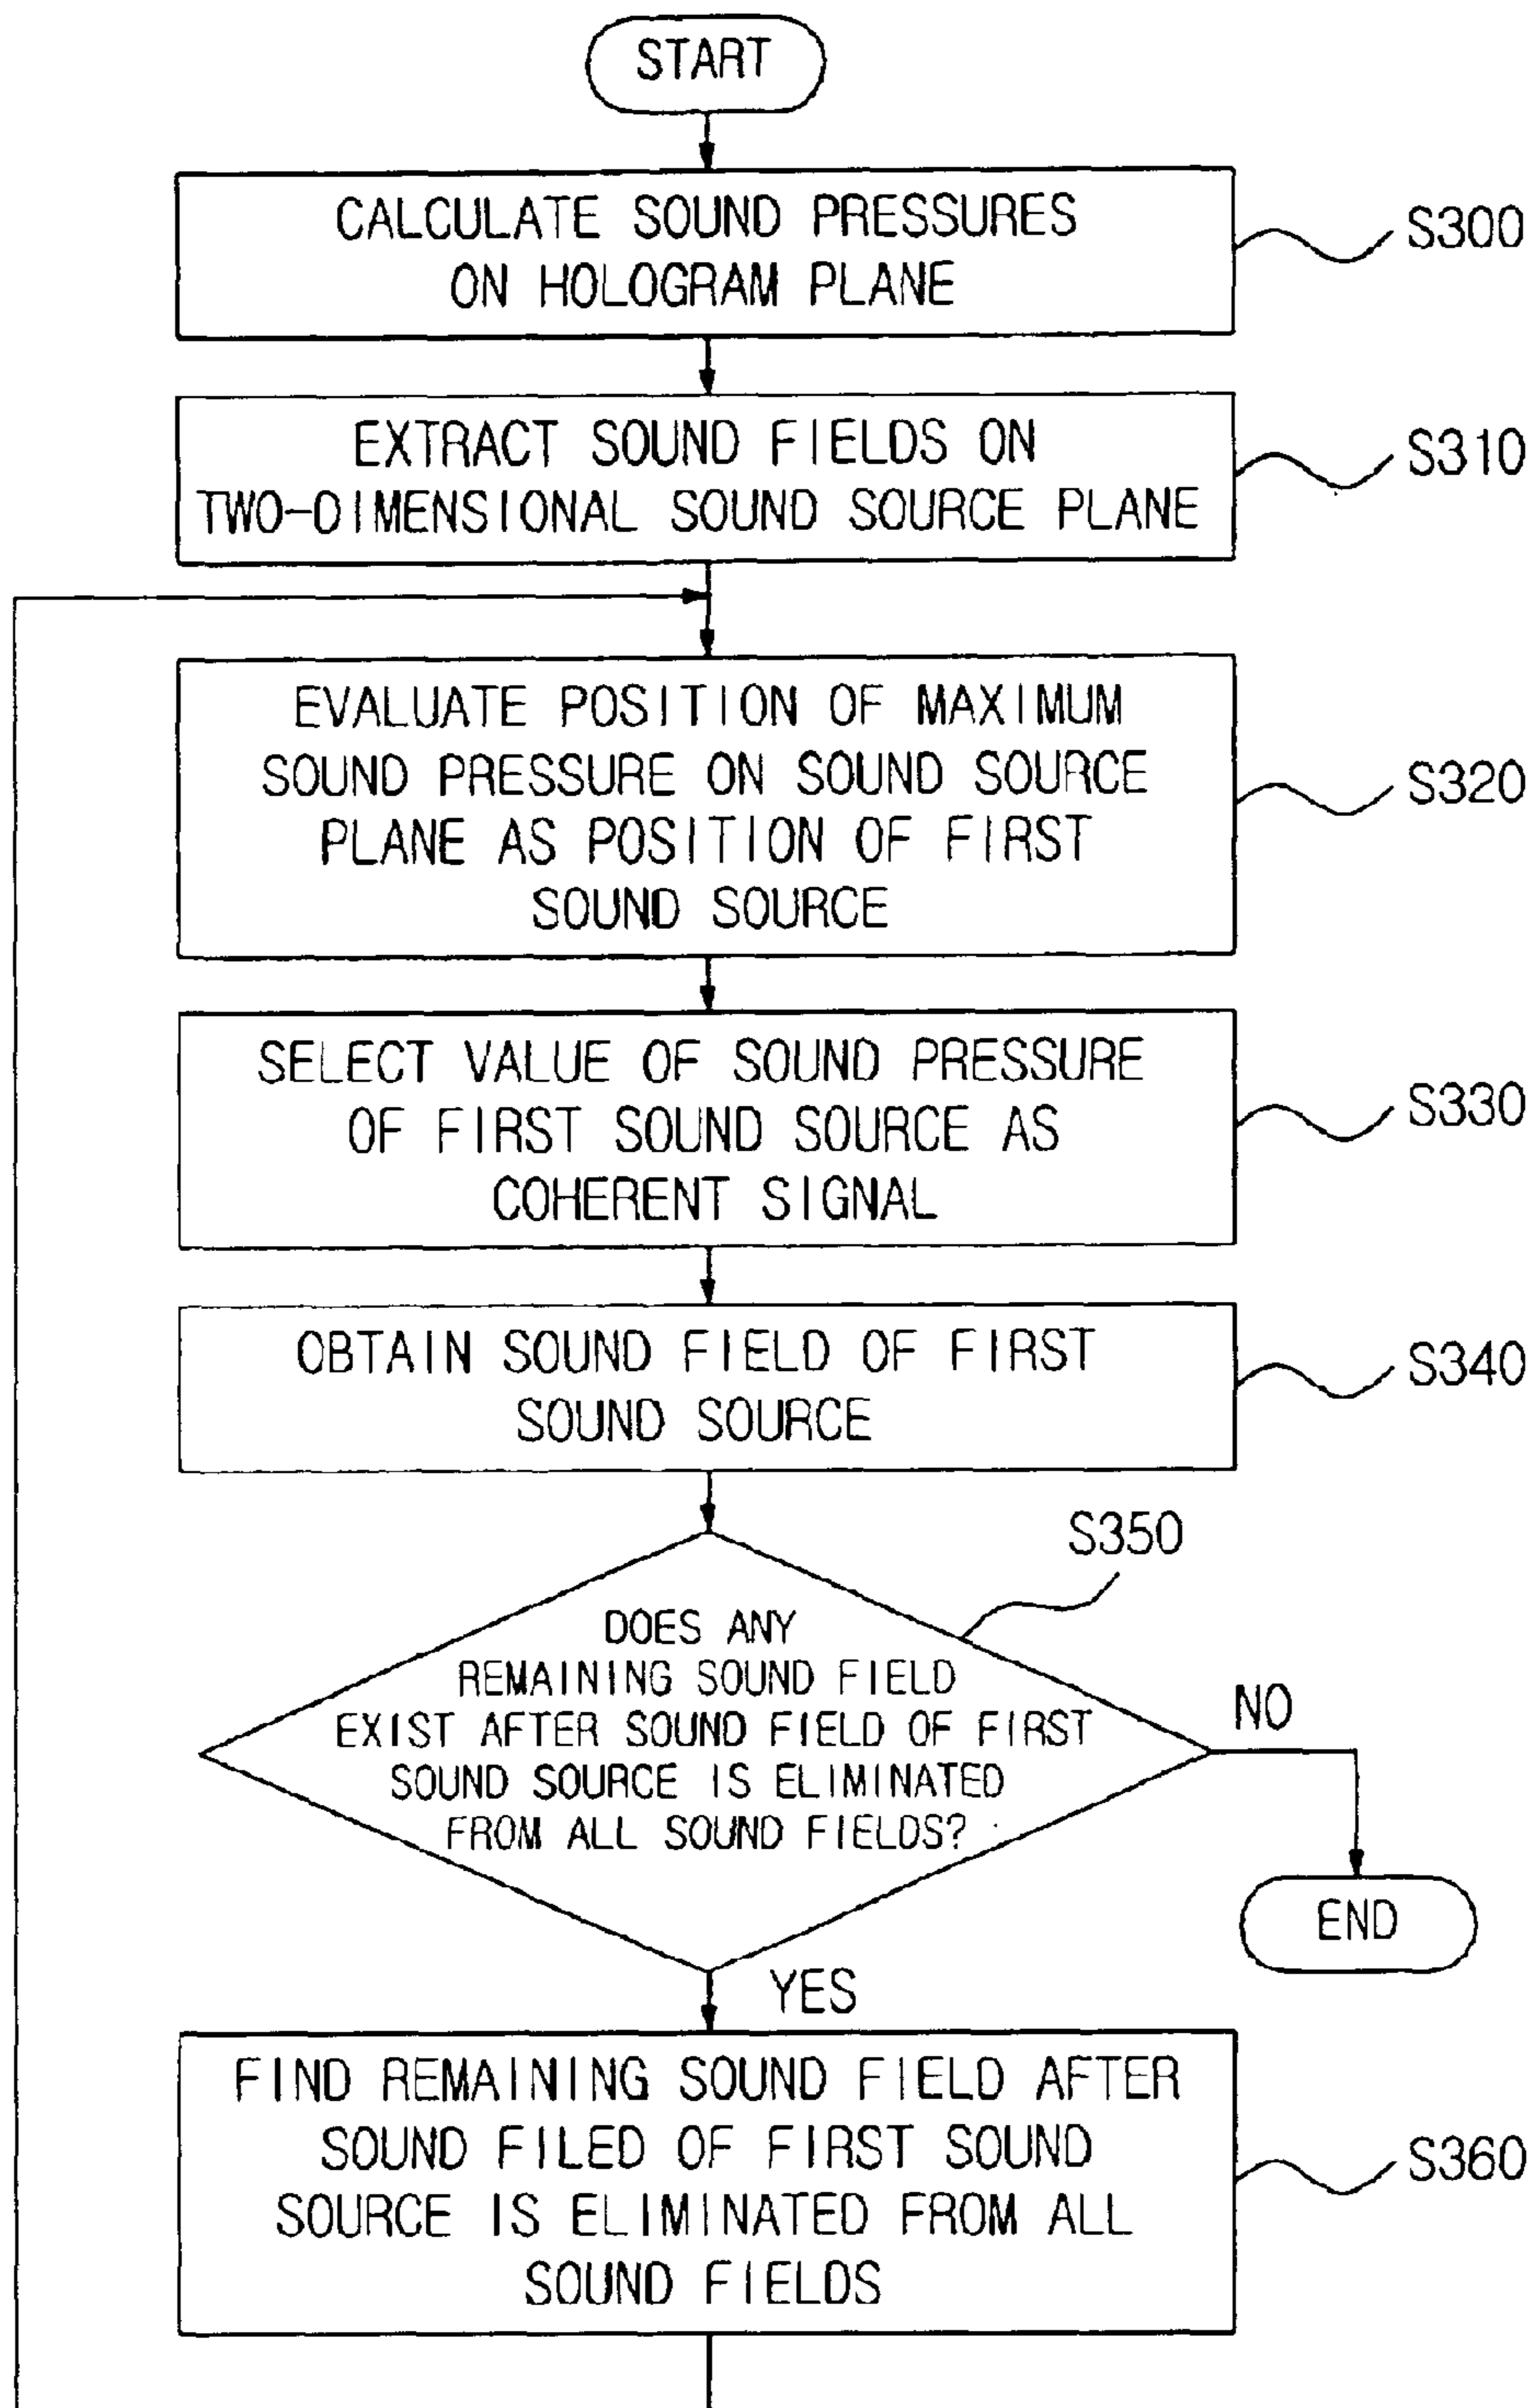 START
CALCULATE SOUND PRESSURES
ON HOLOGRAM PLANE
S300
EXTRACT SOUND FIELDS ON
TWO-DIMENSIONAL SOUND SOURCE PLANE
S310
EVALUATE POSITION OF MAXIMUM
SOUND PRESSURE ON SOUND SOURCE
PLANE AS POSITION OF FIRST
SOUND SOURCE
S320
SELECT VALUE OF SOUND PRESSURE
OF FIRST SOUND SOURCE AS
COHERENT SIGNAL
S330
OBTAIN SOUND FIELD OF FIRST
SOUND SOURCE
S340
S350
DOES ANY
REMAINING SOUND FIELD
EXIST AFTER SOUND FIELD OF FIRST
SOUND SOURCE IS ELIMINATED
FROM ALL SOUND FIELDS?
NO
END
YES
FIND REMAINING SOUND FIELD AFTER
SOUND FILED OF FIRST SOUND
SOURCE IS ELIMINATED FROM ALL
SOUND FIELDS
S360